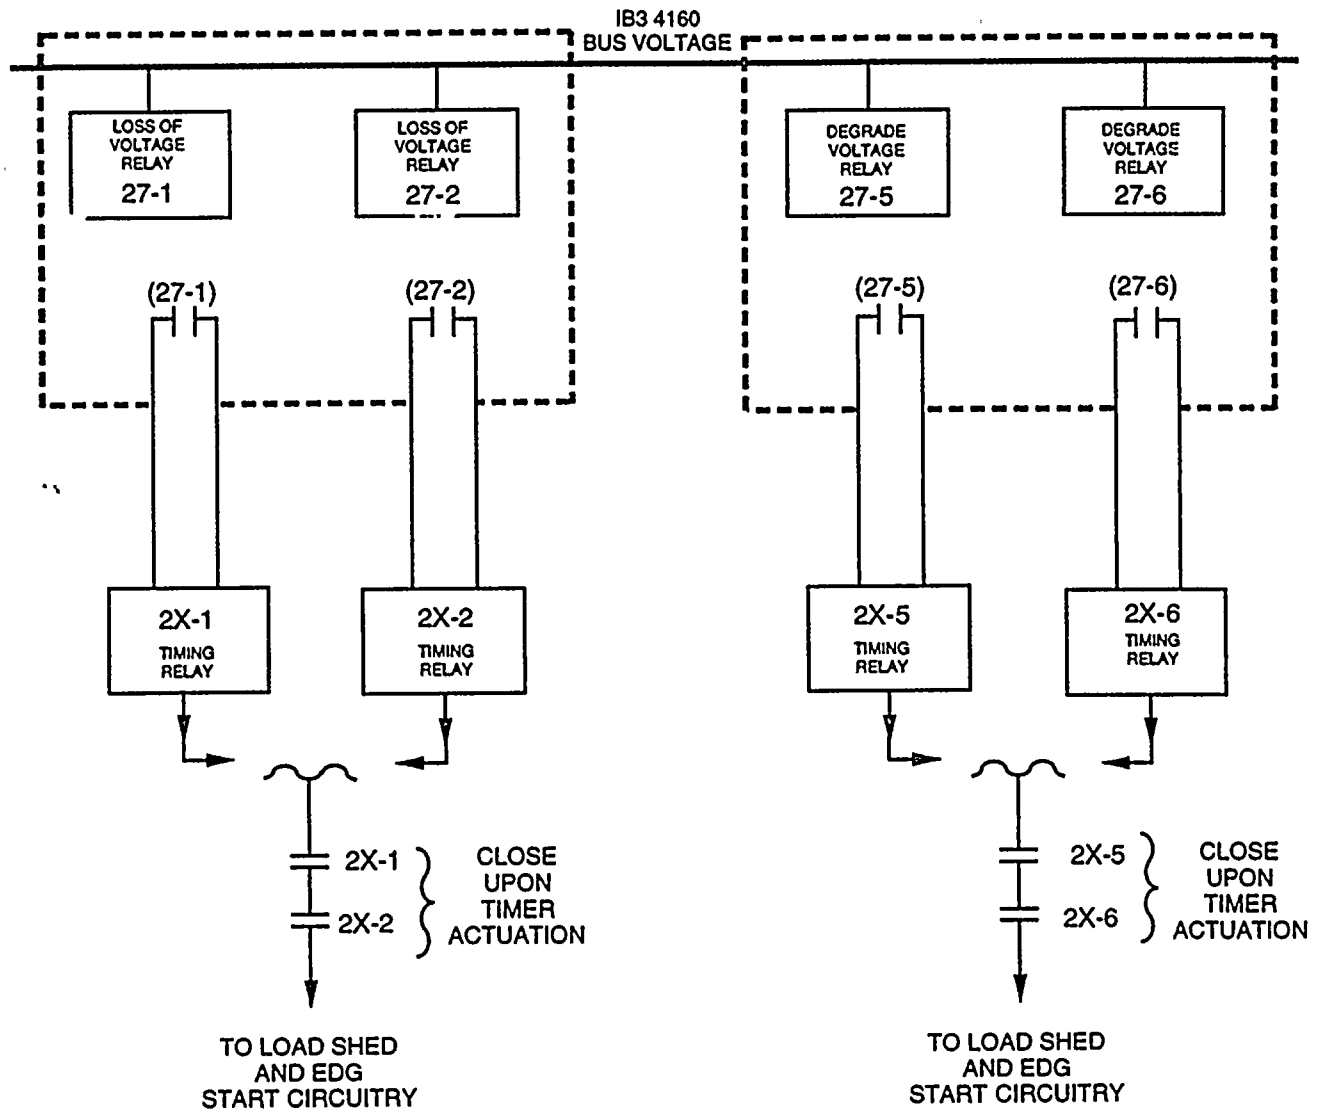 IB3 4160
BUS VOLTAGE
LOSS OF
VOLTAGE
RELAY
27-1
LOSS OF
VOLTAGE
RELAY
27-2
DEGRADE
VOLTAGE
RELAY
27-5
DEGRADE
VOLTAGE
RELAY
27-6
(27-1)
(27-2)
(27-5)
(27-6)
2X-1
TIMING
RELAY
2X-2
TIMING
RELAY
2X-5
TIMING
RELAY
2X-6
TIMING
RELAY
2X-1
2X-2
CLOSE
UPON
TIMER
ACTUATION
2X-5
2X-6
CLOSE
UPON
TIMER
ACTUATION
TO LOAD SHED
AND EDG
START CIRCUITRY
TO LOAD SHED
AND EDG
START CIRCUITRY